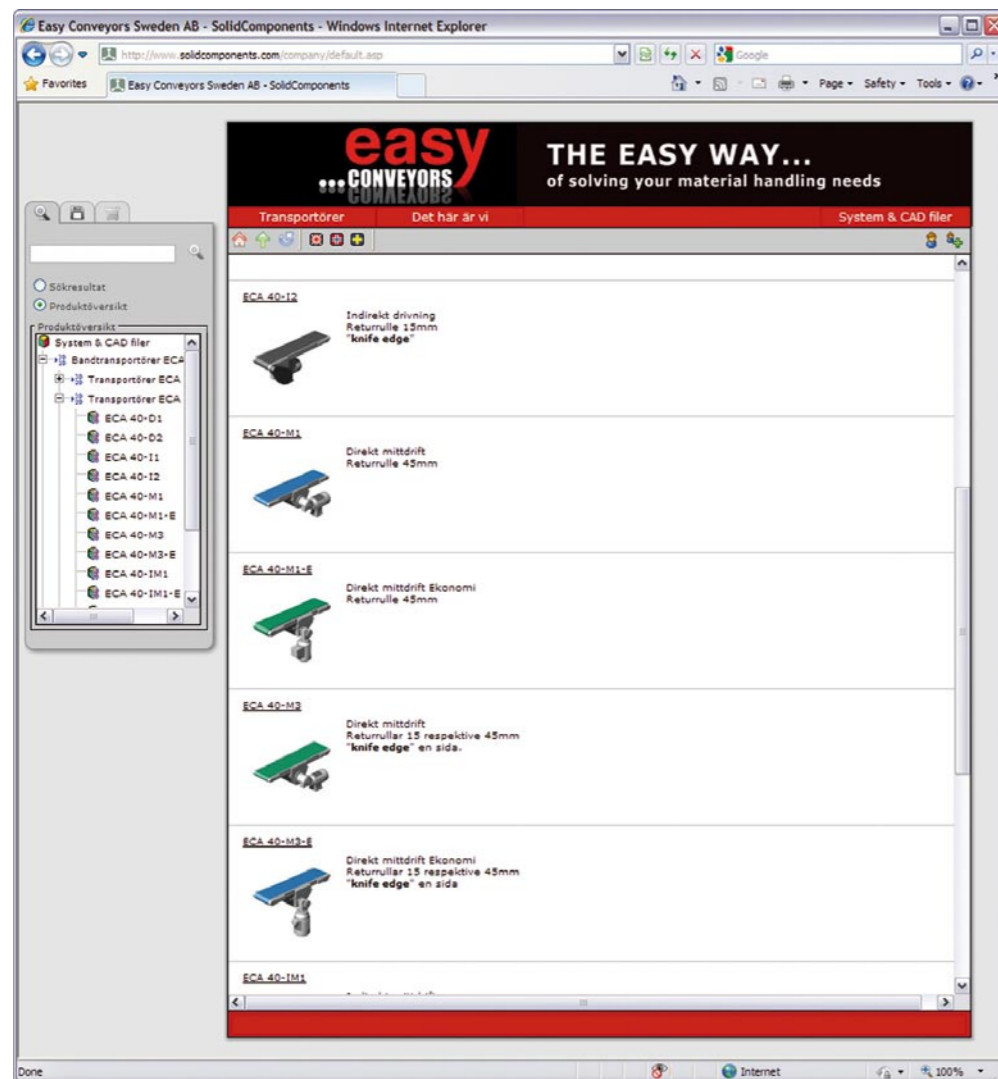 Easy Conveyors Sweden AB - SolidComponents - Windows Internet Explorer
http://www.solidcomponents.com/company/default.asp
Google
Favorites
Easy Conveyors Sweden AB - SolidComponents
Page
Safety
Tools
easy
...CONVEYORS
THE EASY WAY...
of solving your material handling needs
Transportörer
Det här är vi
System & CAD filer
Sökresultat
Produktöversikt
Produktöversikt
System & CAD filer
Bandtransportörer ECA
Transportörer ECA
Transportörer ECA
ECA 40-D1
ECA 40-D2
ECA 40-I1
ECA 40-I2
ECA 40-M1
ECA 40-M1-E
ECA 40-M3
ECA 40-M3-E
ECA 40-IM1
ECA 40-IM1-E
ECA 40-I2
Indirekt drivning
Returrulle 15mm
"knife edge"
ECA 40-M1
Direkt mittdrift
Returrulle 45mm
ECA 40-M1-E
Direkt mittdrift Ekonomi
Returrulle 45mm
ECA 40-M3
Direkt mittdrift
Returrullar 15 respektive 45mm
"knife edge" en sida.
ECA 40-M3-E
Direkt mittdrift Ekonomi
Returrullar 15 respektive 45mm
"knife edge" en sida
ECA 40-IM1
Done
Internet
100%